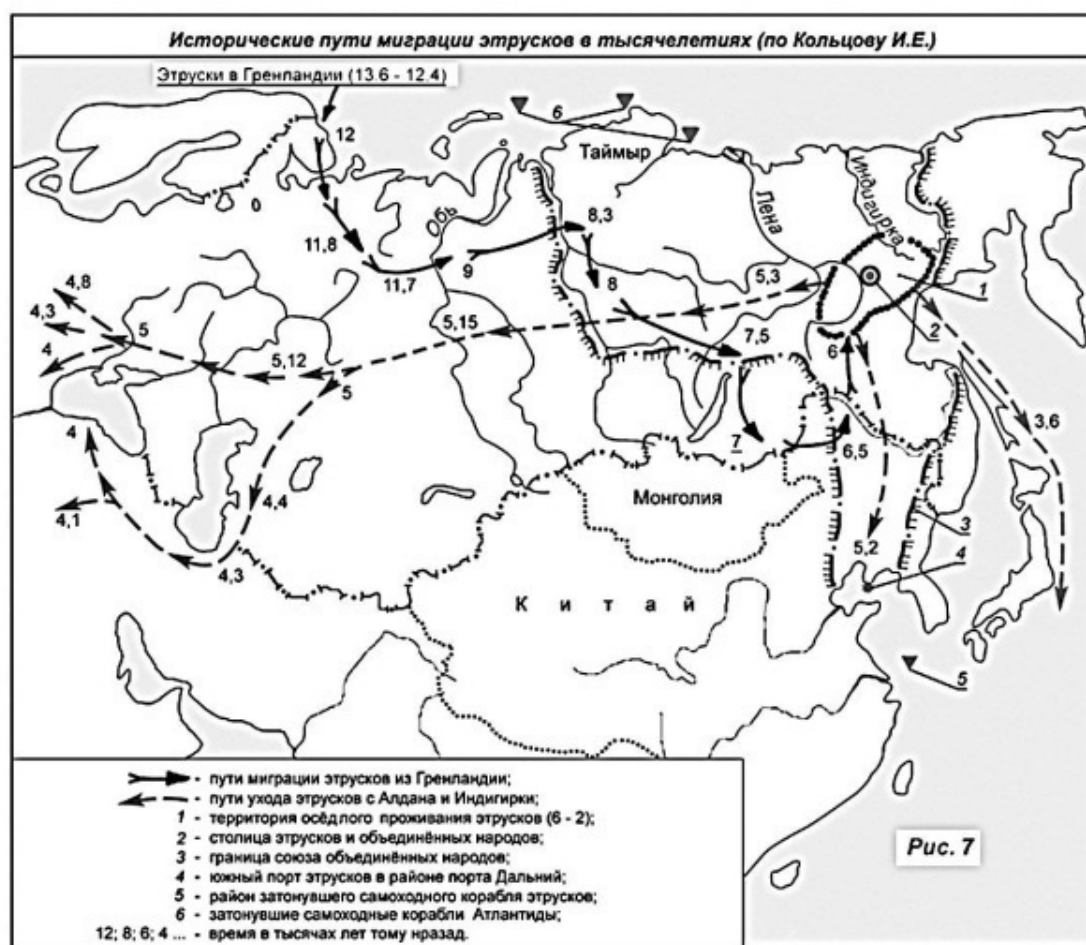 Исторические пути миграции этрусков в тысячелетиях (по Кольцову И.Е.)
Этруски в Гренландии (13.6 - 12.4)
6
12
Таймыр
Индигирка
Лена
Обь
0
8,3
11,8
9
11,7
8
5,3
1
4,8
4,3
5
5,15
7,5
2
4
5,12
5
6
3,6
4
7
6,5
4,4
Монголия
4,1
3
4,3
5,2
4
Китай
5
- пути миграции этрусков из Гренландии;
- пути ухода этрусков с Алдана и Индигирки;
1 - территория осёдлого проживания этрусков (6 - 2);
2 - столица этрусков и объединённых народов;
3 - граница союза объединённых народов;
4 - южный порт этрусков в районе порта Дальний;
5 - район затонувшего самоходного корабля этрусков;
6 - затонувшие самоходные корабли Атлантиды;
12; 8; 6; 4 ... - время в тысячах лет тому нразад.
Рис. 7